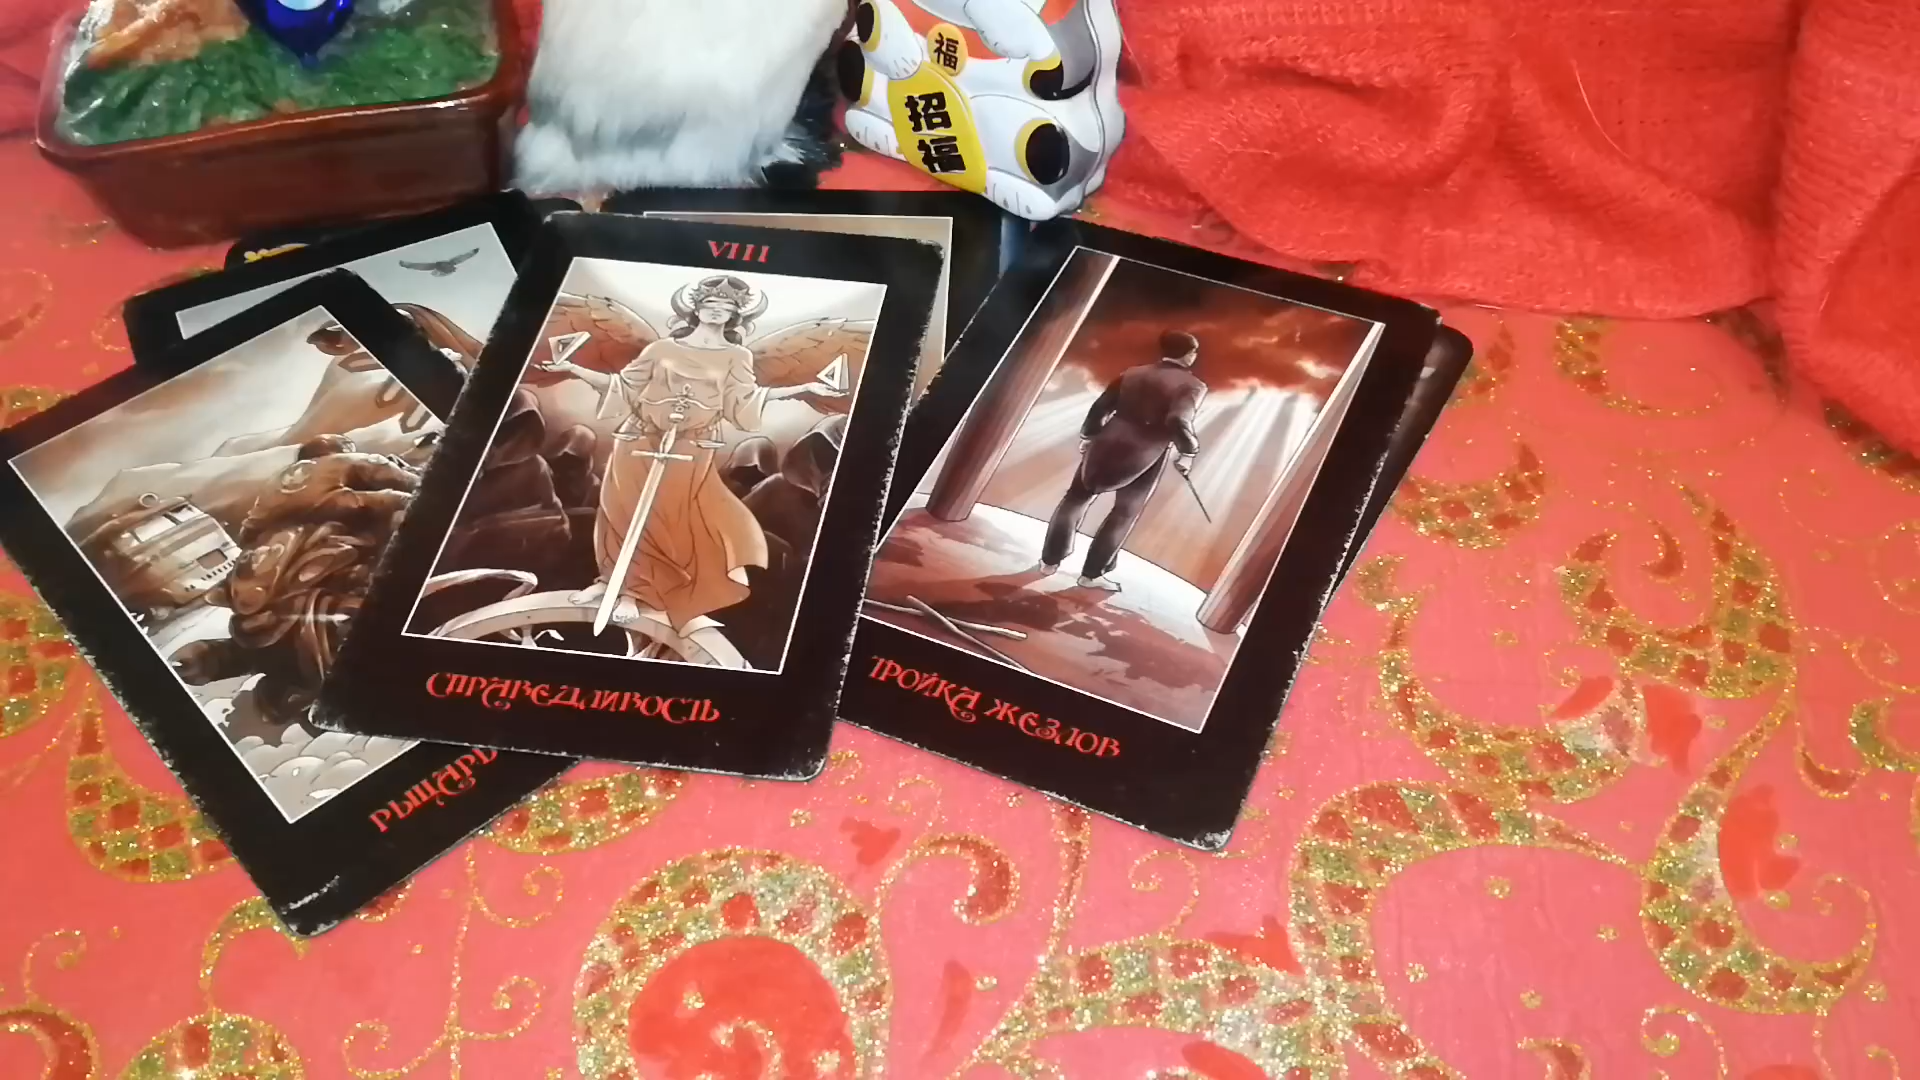 福
招
福
VIII
СПРАВЕДЛИВОСТЬ
ТРОЙКА ЖЕЗЛОВ
РЫЦАРЬ